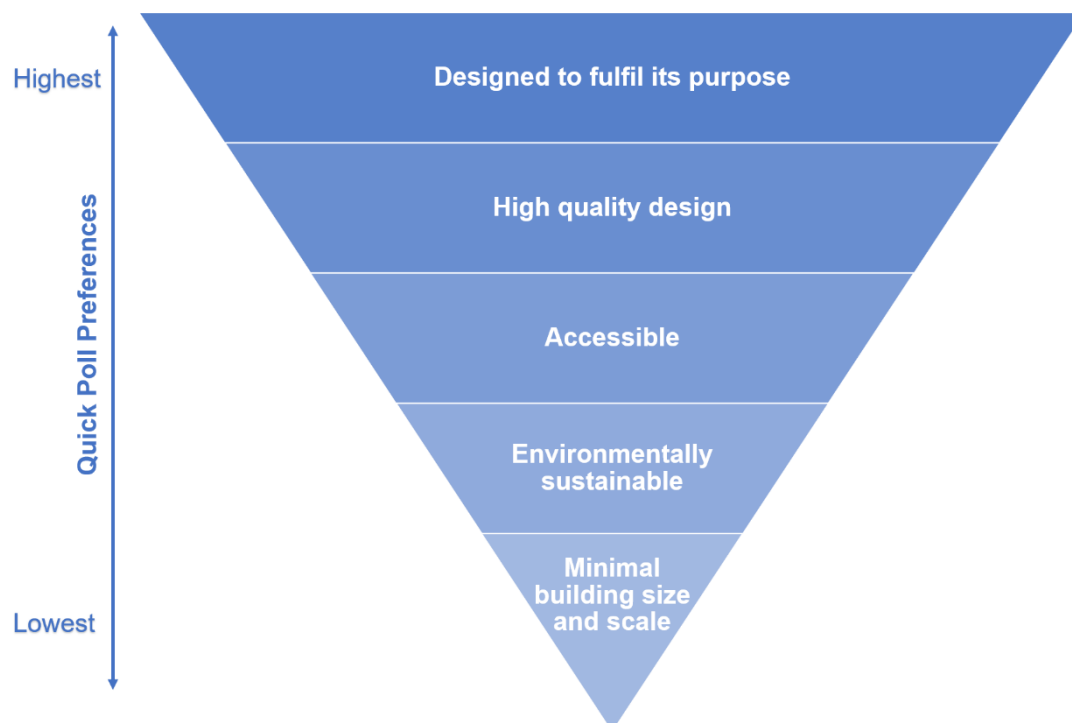 Highest
Quick Poll Preferences
Lowest
Designed to fulfil its purpose
High quality design
Accessible
Environmentally
sustainable
Minimal
building size
and scale